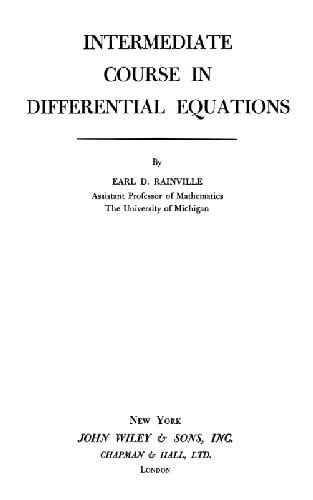 INTERMEDIATE
COURSE IN
DIFFERENTIAL EQUATIONS
By
EARL D. RAINVILLE
Assistant Professor of Mathematics
The University of Michigan
NEW YORK
JOHN WILEY & SONS, INC.
CHAPMAN & HALL, LTD.
LONDON